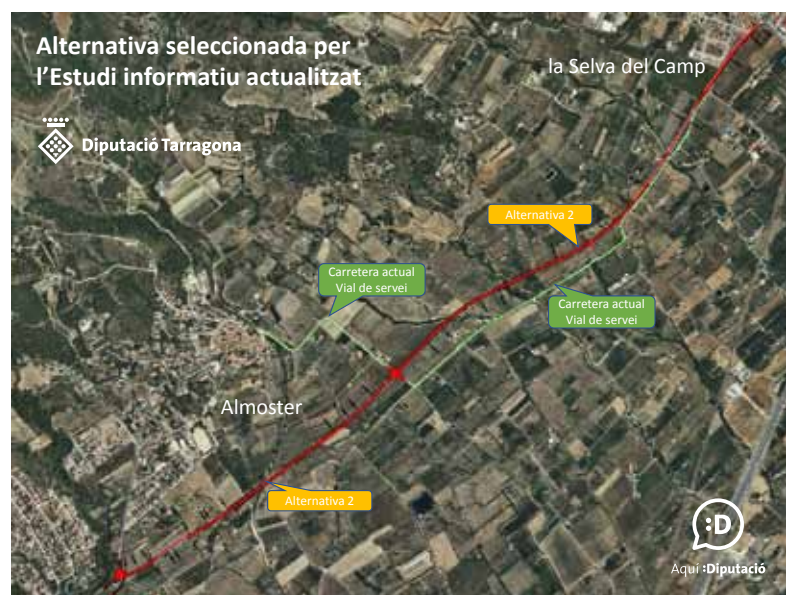 Alternativa seleccionada per
l’Estudi informatiu actualitzat
la Selva del Camp
Diputació Tarragona
Alternativa 2
Carretera actual
Vial de servei
Carretera actual
Vial de servei
Almoster
Alternativa 2
:D
Aquí :Diputació